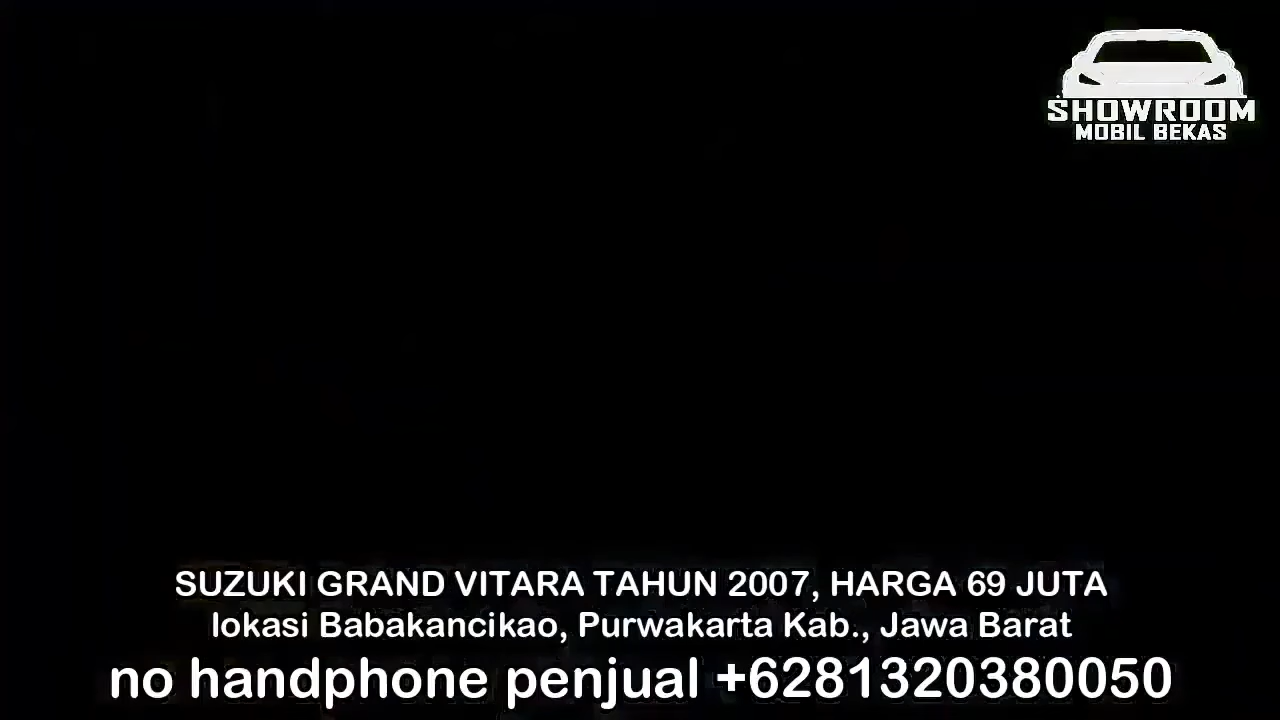 SHOWROOM
MOBIL BEKAS
SUZUKI GRAND VITARA TAHUN 2007, HARGA 69 JUTA
lokasi Babakancikao, Purwakarta Kab., Jawa Barat
no handphone penjual +6281320380050